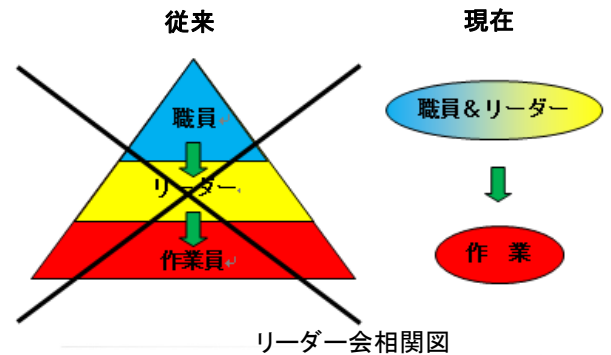 従来
現在
職員
リーダー
作業員
職員＆リーダー
作　業
リーダー会相関図